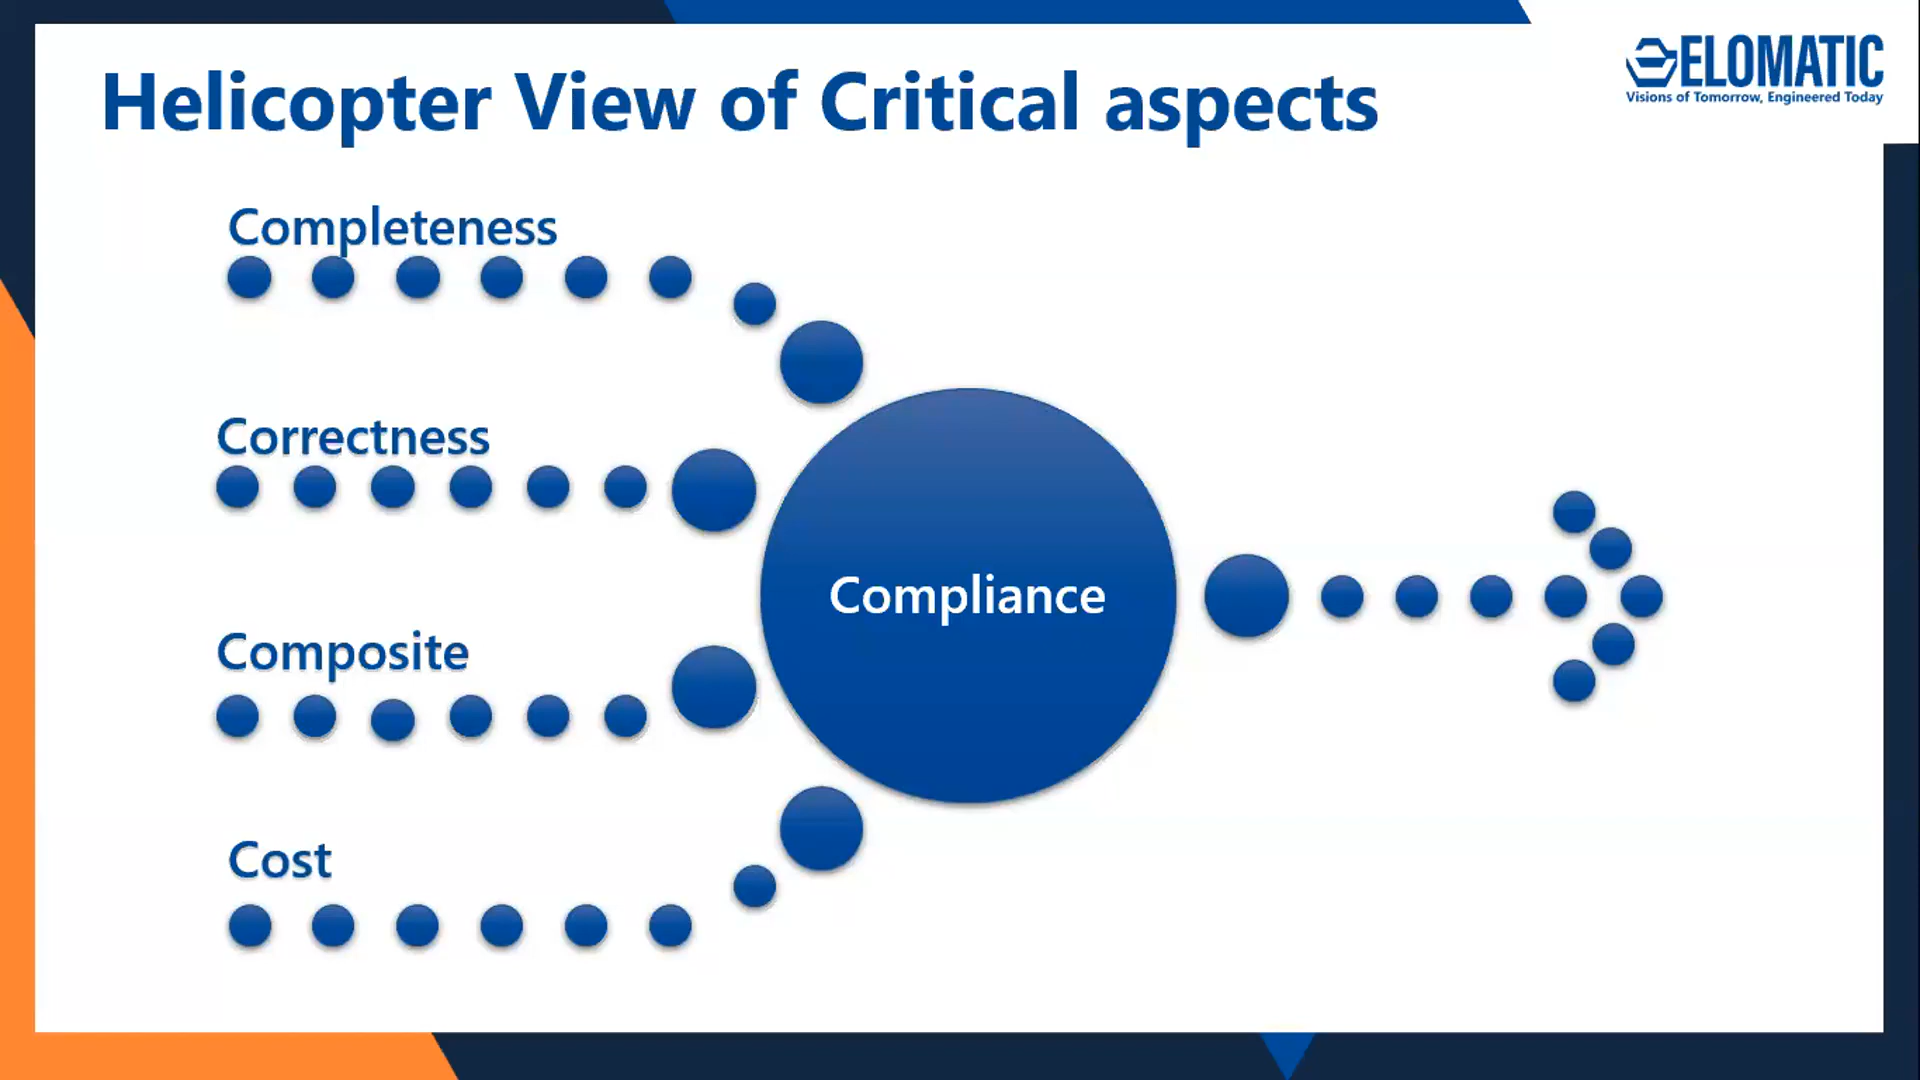 Helicopter View of Critical aspects
ELOMATIC
Visions of Tomorrow, Engineered Today
Completeness
Correctness
Composite
Cost
Compliance